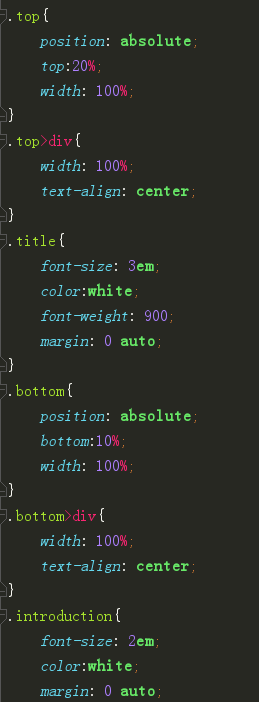 .top{
position: absolute;
top:20%;
width: 100%;
}
.top>div{
width: 100%;
text-align: center;
}
.title{
font-size: 3em;
color:white;
font-weight: 900;
margin: 0 auto;
}
.bottom{
position: absolute;
bottom:10%;
width: 100%;
}
.bottom>div{
width: 100%;
text-align: center;
}
.introduction{
font-size: 2em;
color:white;
margin: 0 auto;